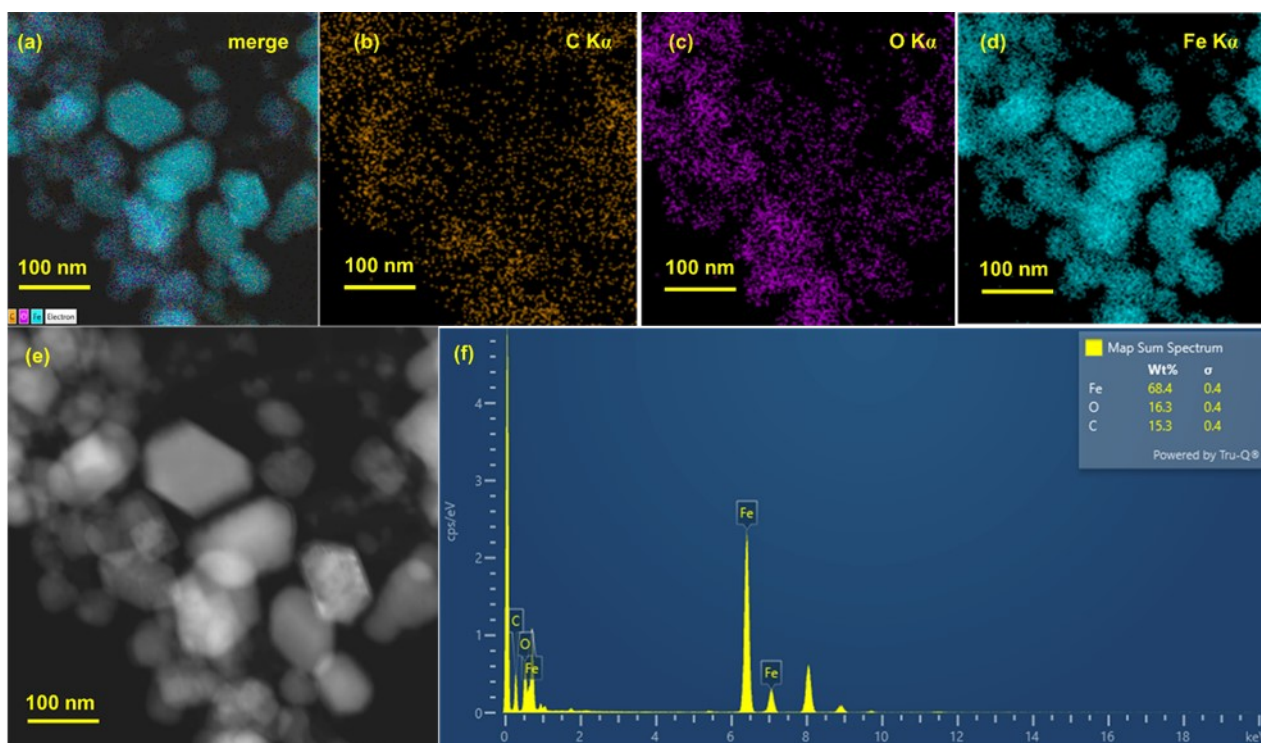 (a) merge
100 nm
C O Fe Electron
(b) C Kα
100 nm
(c) O Kα
100 nm
(d) Fe Kα
100 nm
(e)
100 nm
(f)
Map Sum Spectrum
Wt% σ
Fe 68.4 0.4
O 16.3 0.4
C 15.3 0.4
Powered by Tru-Q®
cps/eV
4
3
2
1
0
C
O
Fe
Fe
Fe
0 2 4 6 8 10 12 14 16 18 keV